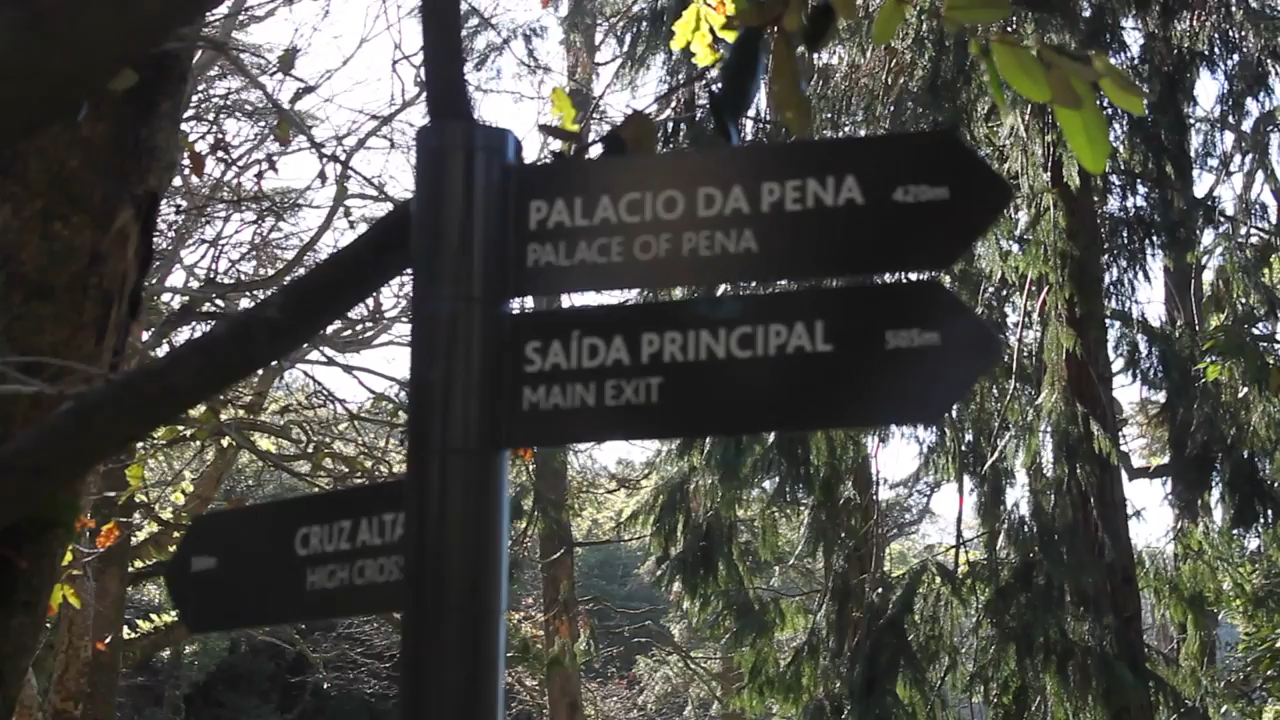 PALACIO DA PENA 420m
PALACE OF PENA
SAÍDA PRINCIPAL 505m
MAIN EXIT
CRUZ ALTA
HIGH CROSS